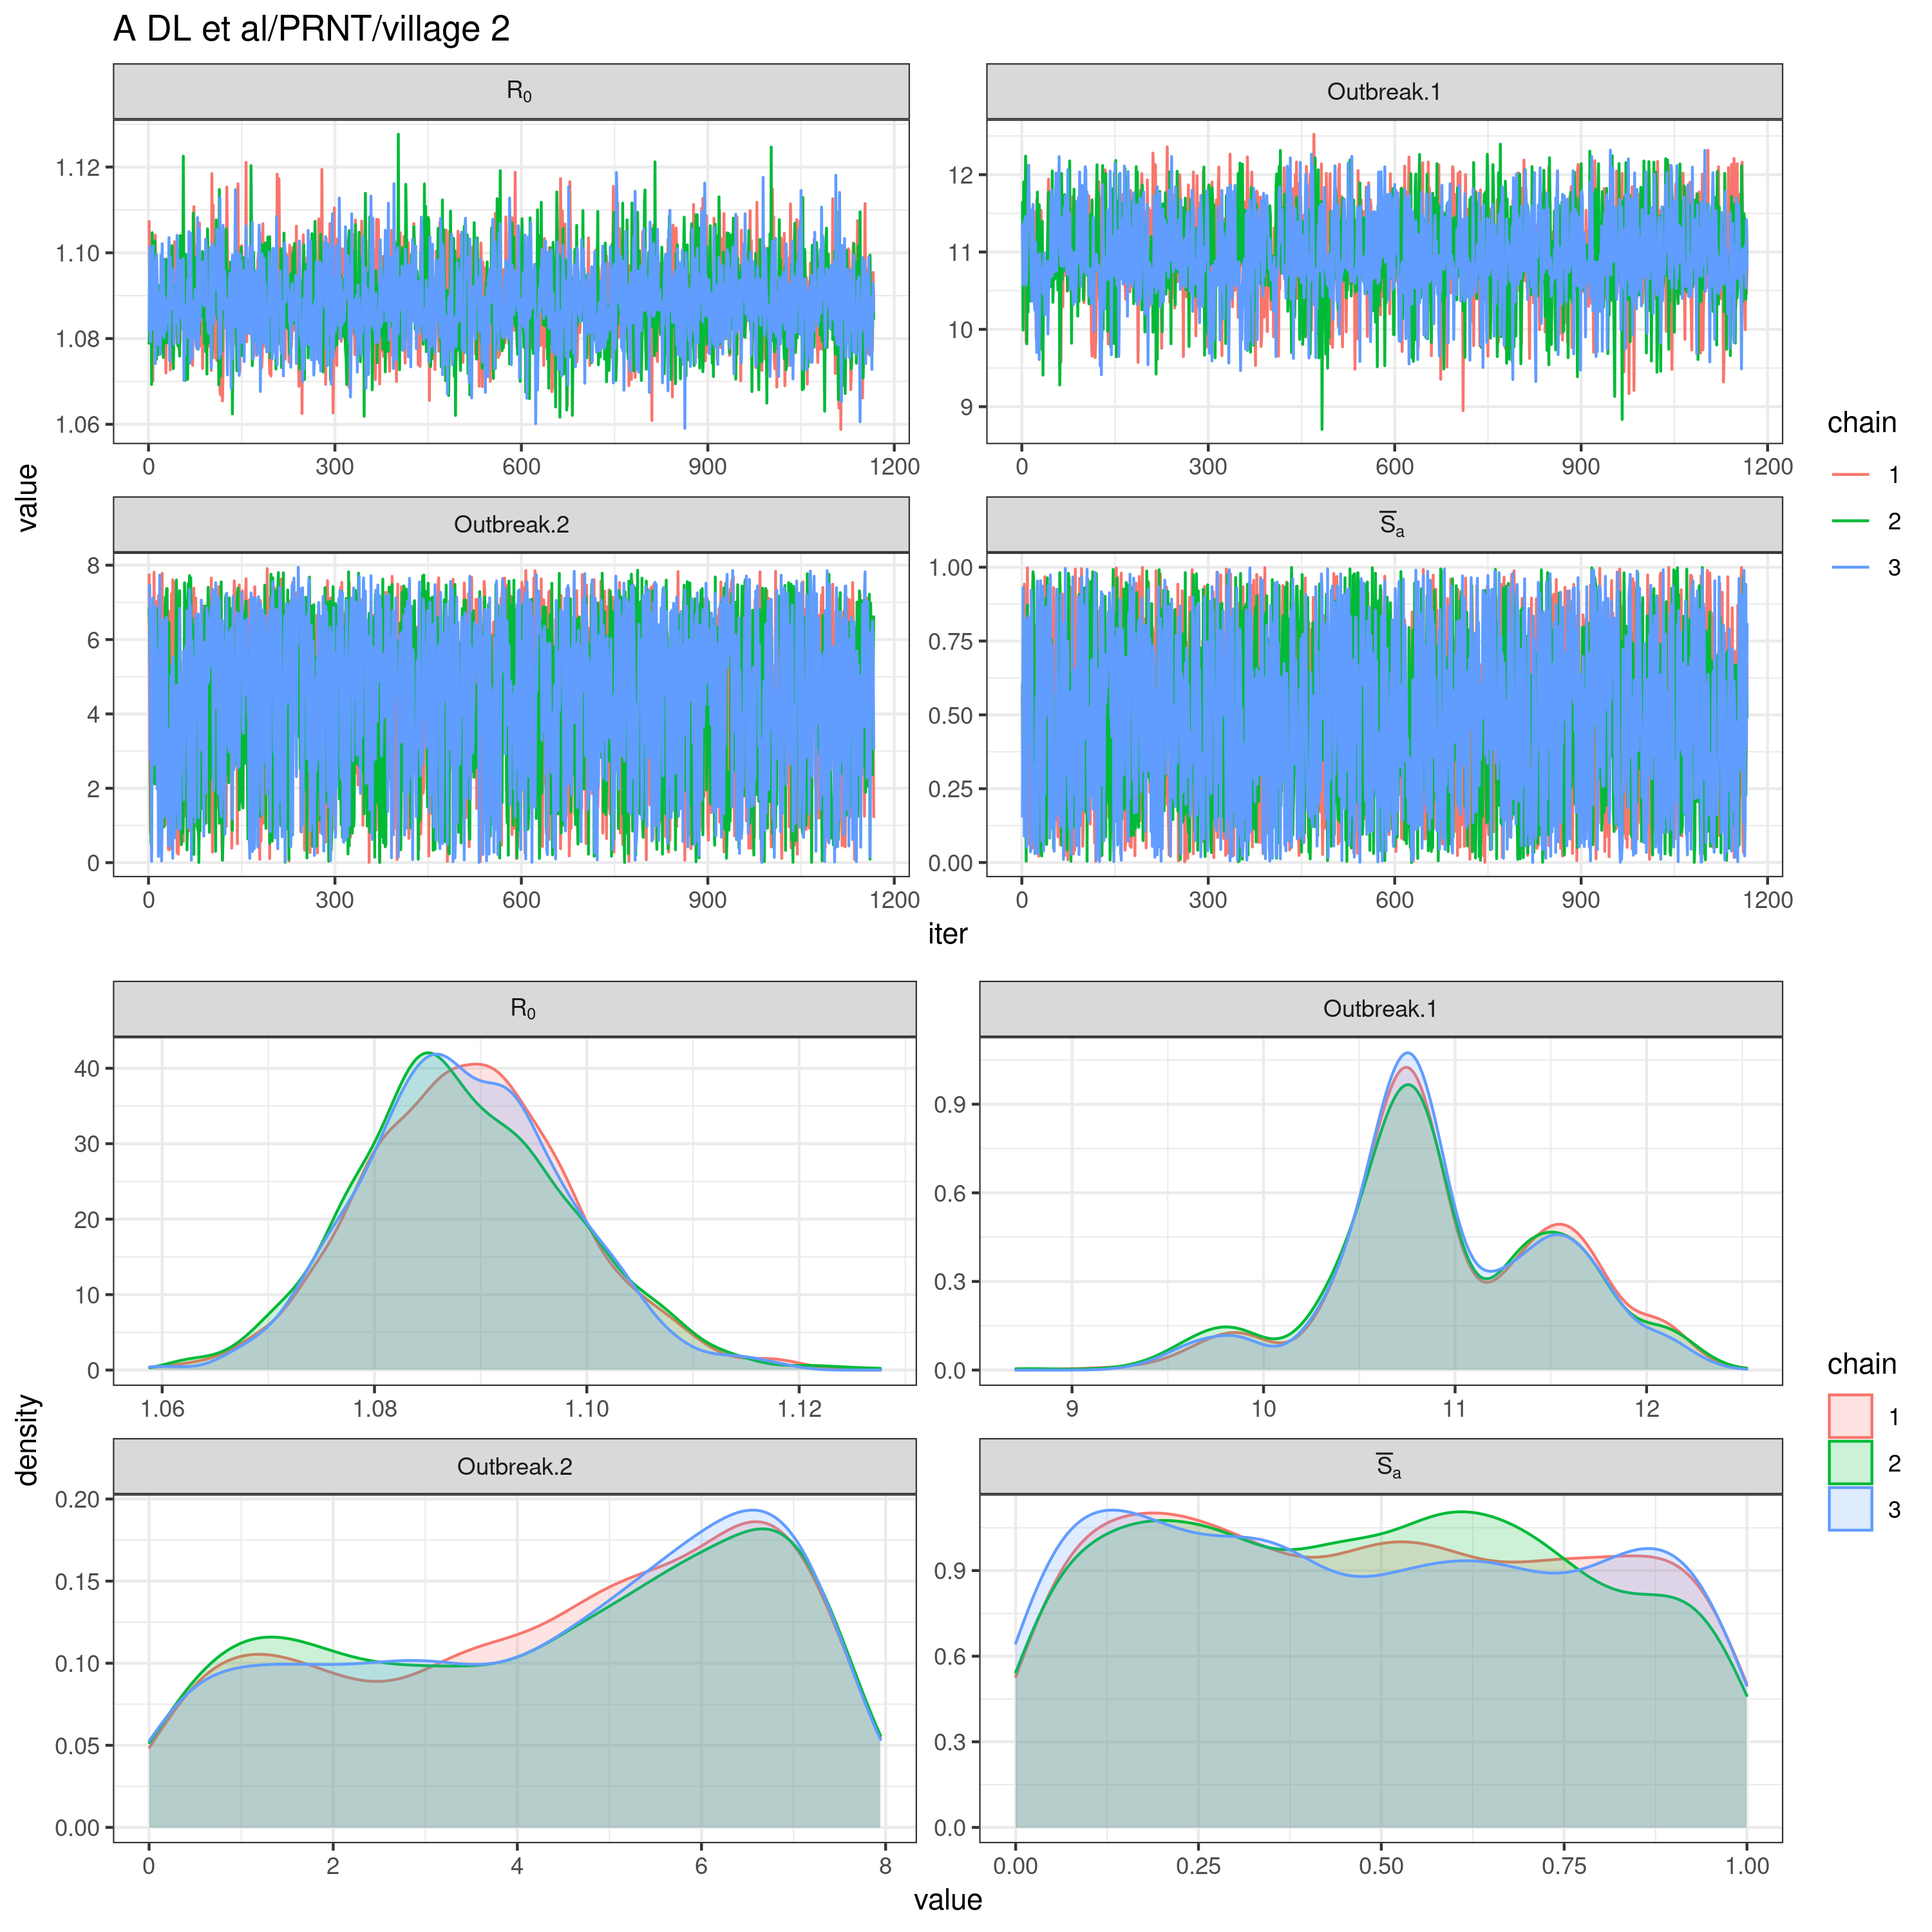 A DL et al/PRNT/village 2
R0
Outbreak.1
1.12
1.10
1.08
1.06
12
11
10
9
0 300 600 900 1200
0 300 600 900 1200
Outbreak.2
S̅a
8
6
4
2
0
1.00
0.75
0.50
0.25
0.00
0 300 600 900 1200
0 300 600 900 1200
value
iter
chain
1
2
3
R0
Outbreak.1
40
30
20
10
0
0.9
0.6
0.3
0.0
1.06 1.08 1.10 1.12
9 10 11 12
Outbreak.2
S̅a
0.20
0.15
0.10
0.05
0.00
0.9
0.6
0.3
0.0
0 2 4 6 8
0.00 0.25 0.50 0.75 1.00
density
value
chain
1
2
3